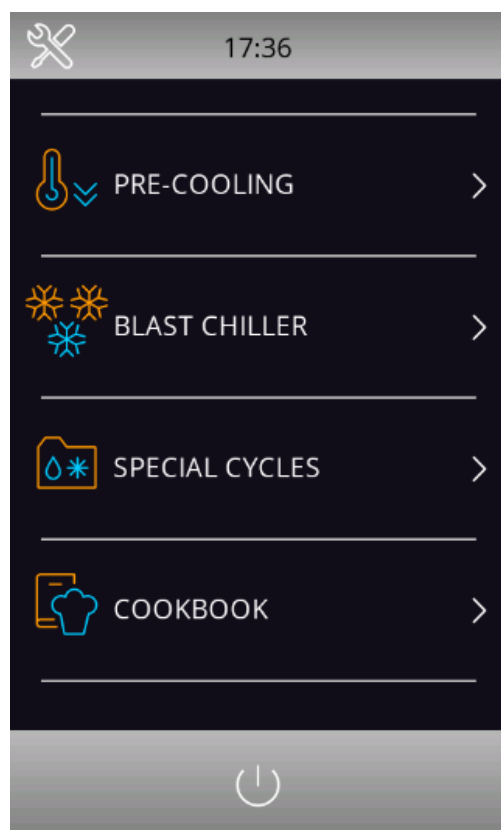 17:36
PRE-COOLING
BLAST CHILLER
SPECIAL CYCLES
COOKBOOK